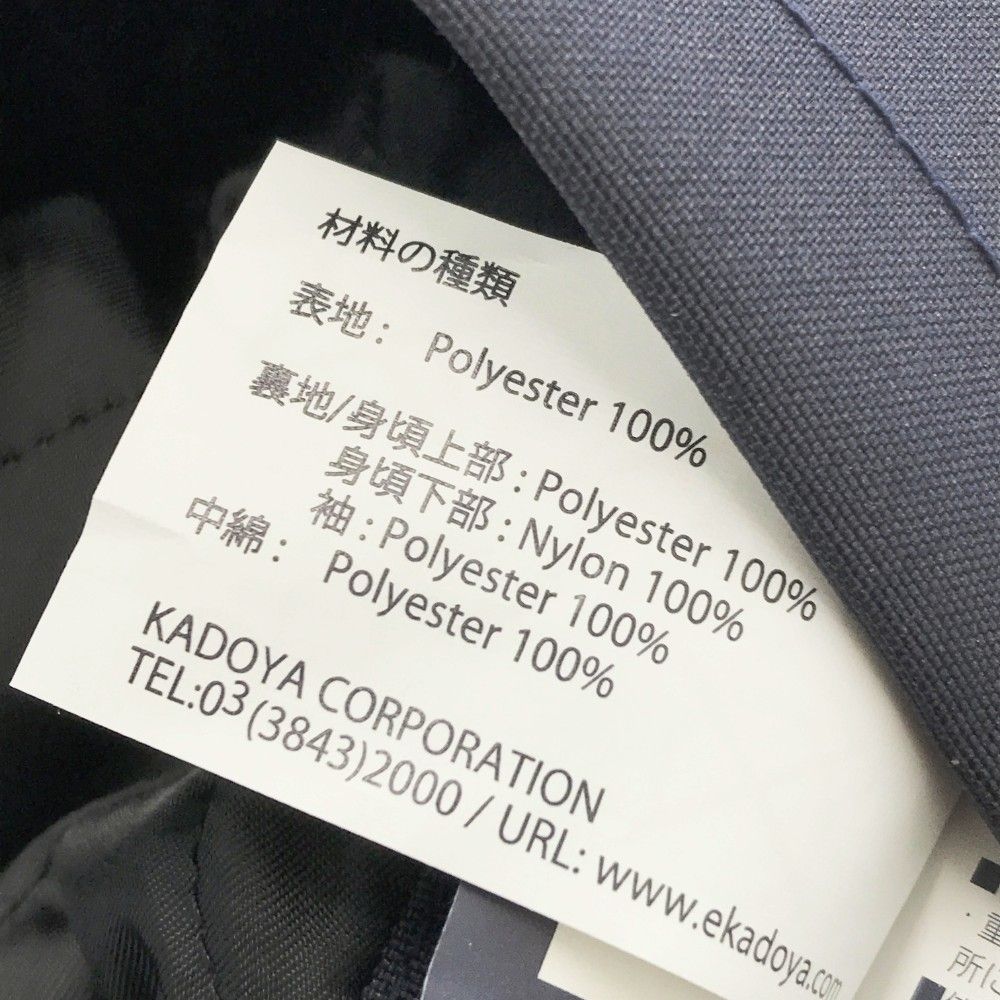 材料の種類
表地: Polyester 100%
裏地/身頃上部:Polyester 100%
身頃下部:Nylon 100%
袖:Polyester 100%
中綿: Polyester 100%
KADOYA CORPORATION
TEL:03(3843)2000 / URL: www.ekadoya.com
所に